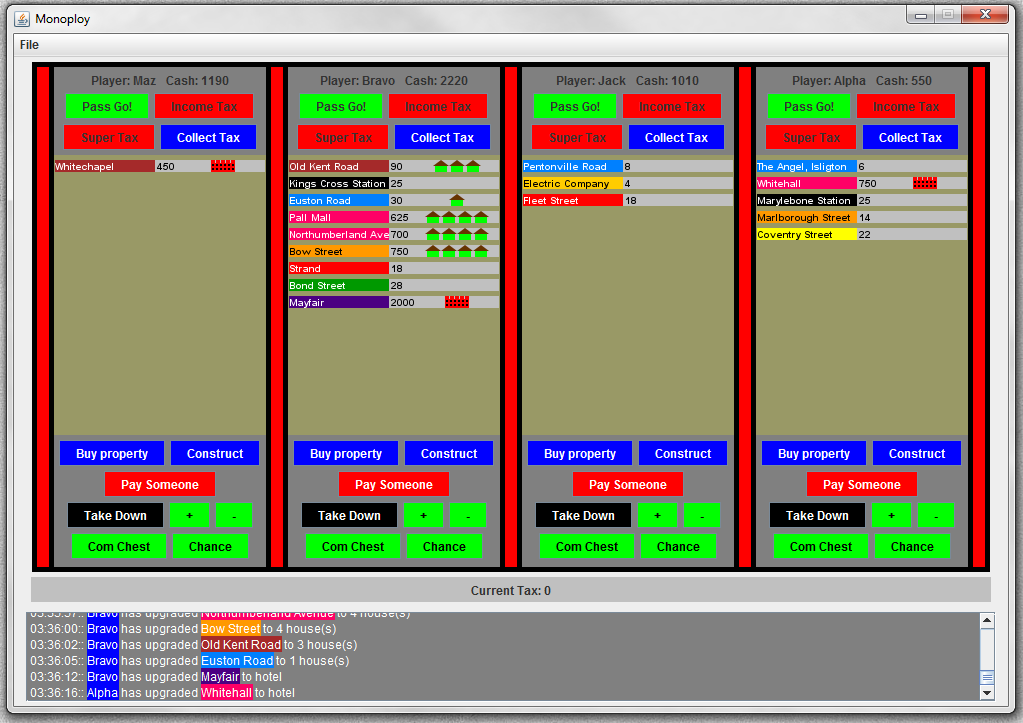 Monoploy
File
Player: Maz Cash: 1190
Pass Go! Income Tax
Super Tax Collect Tax
Whitechapel 450
Buy property Construct
Pay Someone
Take Down + -
Com Chest Chance
Player: Bravo Cash: 2220
Pass Go! Income Tax
Super Tax Collect Tax
Old Kent Road 90
Kings Cross Station 25
Euston Road 30
Pall Mall 625
Northumberland Ave 700
Bow Street 750
Strand 18
Bond Street 28
Mayfair 2000
Buy property Construct
Pay Someone
Take Down + -
Com Chest Chance
Player: Jack Cash: 1010
Pass Go! Income Tax
Super Tax Collect Tax
Pentonville Road 8
Electric Company 4
Fleet Street 18
Buy property Construct
Pay Someone
Take Down + -
Com Chest Chance
Player: Alpha Cash: 550
Pass Go! Income Tax
Super Tax Collect Tax
The Angel, Isligton 6
Whitehall 750
Marylebone Station 25
Marlborough Street 14
Coventry Street 22
Buy property Construct
Pay Someone
Take Down + -
Com Chest Chance
Current Tax: 0
03:35:57:: Bravo has upgraded Northumberland Avenue to 4 house(s)
03:36:00:: Bravo has upgraded Bow Street to 4 house(s)
03:36:02:: Bravo has upgraded Old Kent Road to 3 house(s)
03:36:05:: Bravo has upgraded Euston Road to 1 house(s)
03:36:12:: Bravo has upgraded Mayfair to hotel
03:36:16:: Alpha has upgraded Whitehall to hotel